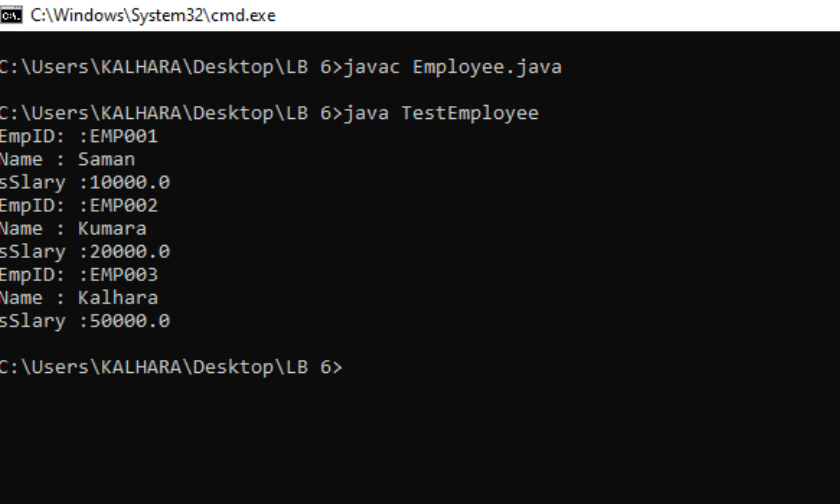 C:\Windows\System32\cmd.exe
C:\Users\KALHARA\Desktop\LB 6>javac Employee.java
C:\Users\KALHARA\Desktop\LB 6>java TestEmployee
EmpID: :EMP001
Name : Saman
sSlary :10000.0
EmpID: :EMP002
Name : Kumara
sSlary :20000.0
EmpID: :EMP003
Name : Kalhara
sSlary :50000.0
C:\Users\KALHARA\Desktop\LB 6>